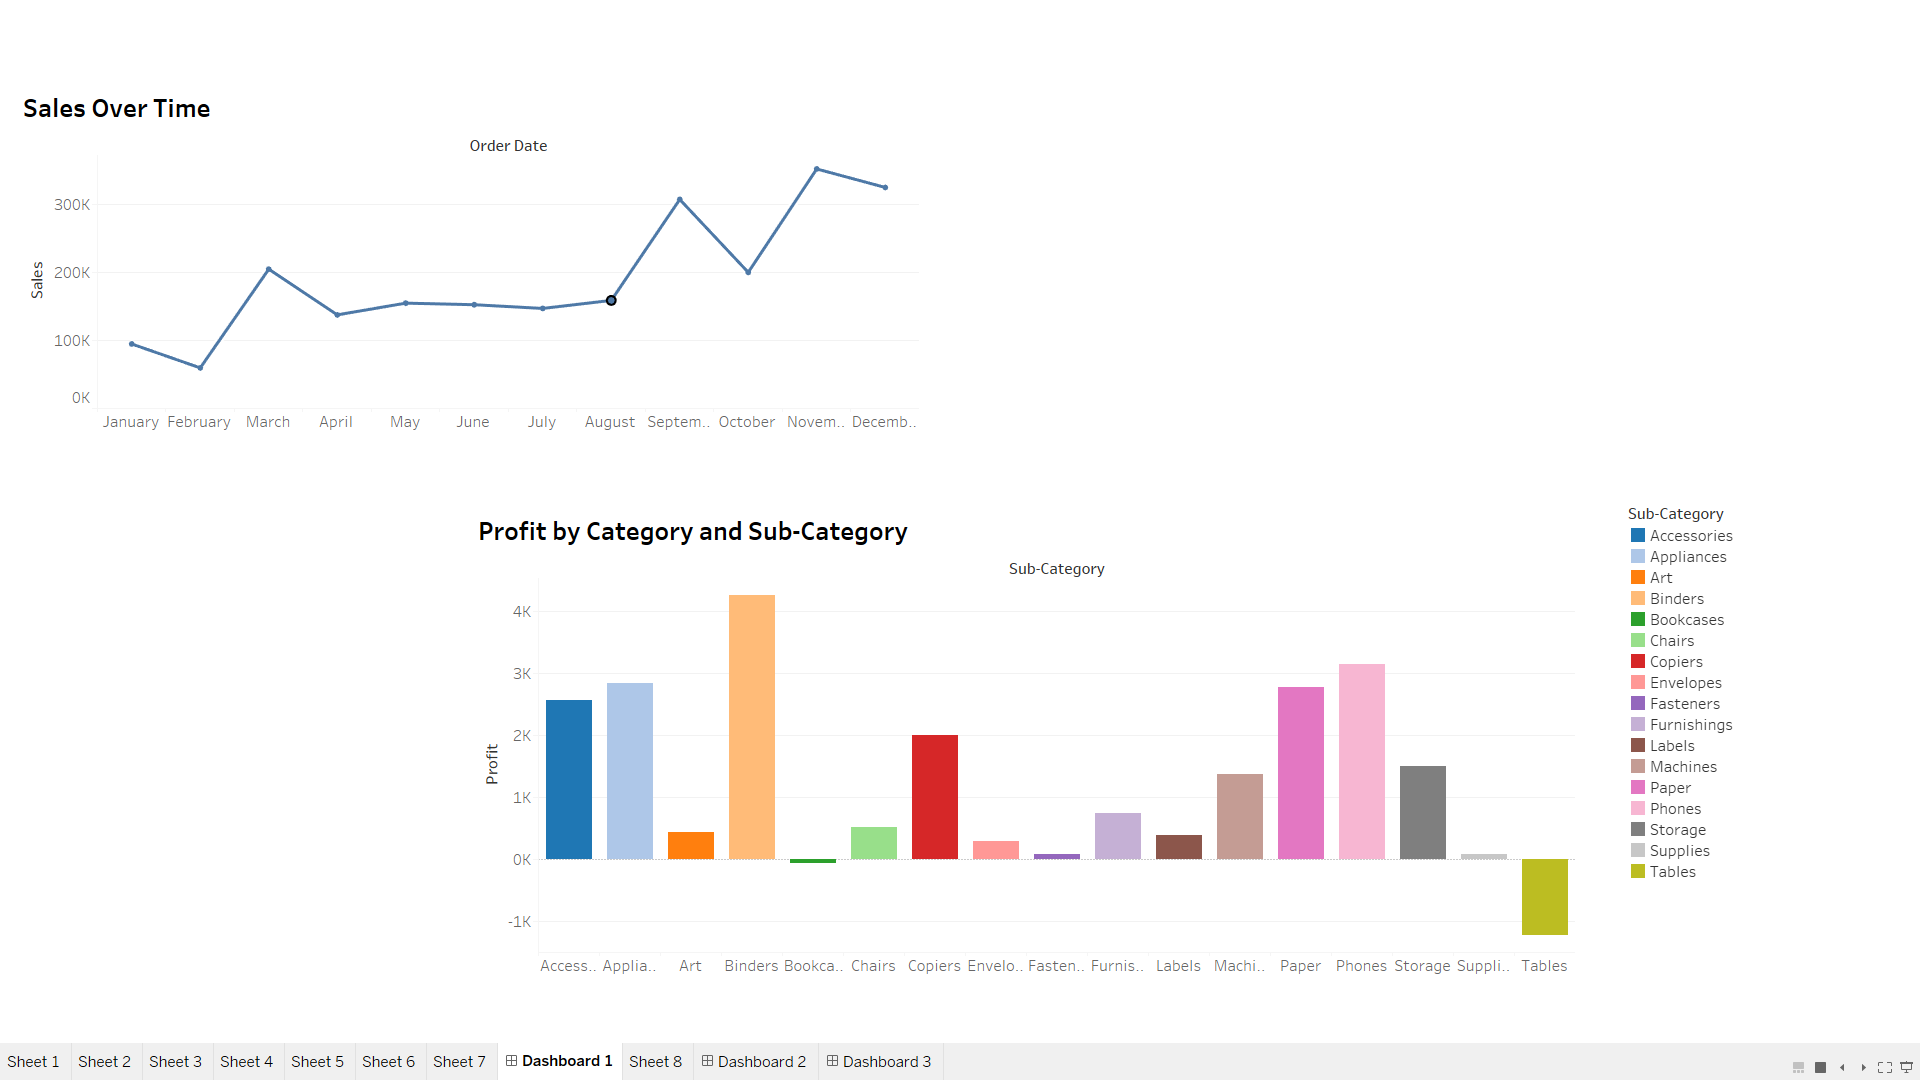 Sales Over Time
Order Date
Sales
300K
200K
100K
0K
January February March April May June July August Septem.. October Novem.. Decemb..
Profit by Category and Sub-Category
Sub-Category
Profit
4K
3K
2K
1K
0K
-1K
Access.. Applia.. Art Binders Bookca.. Chairs Copiers Envelo.. Fasten.. Furnis.. Labels Machi.. Paper Phones Storage Suppli.. Tables
Sub-Category
Accessories
Appliances
Art
Binders
Bookcases
Chairs
Copiers
Envelopes
Fasteners
Furnishings
Labels
Machines
Paper
Phones
Storage
Supplies
Tables
Sheet 1 Sheet 2 Sheet 3 Sheet 4 Sheet 5 Sheet 6 Sheet 7 Dashboard 1 Sheet 8 Dashboard 2 Dashboard 3